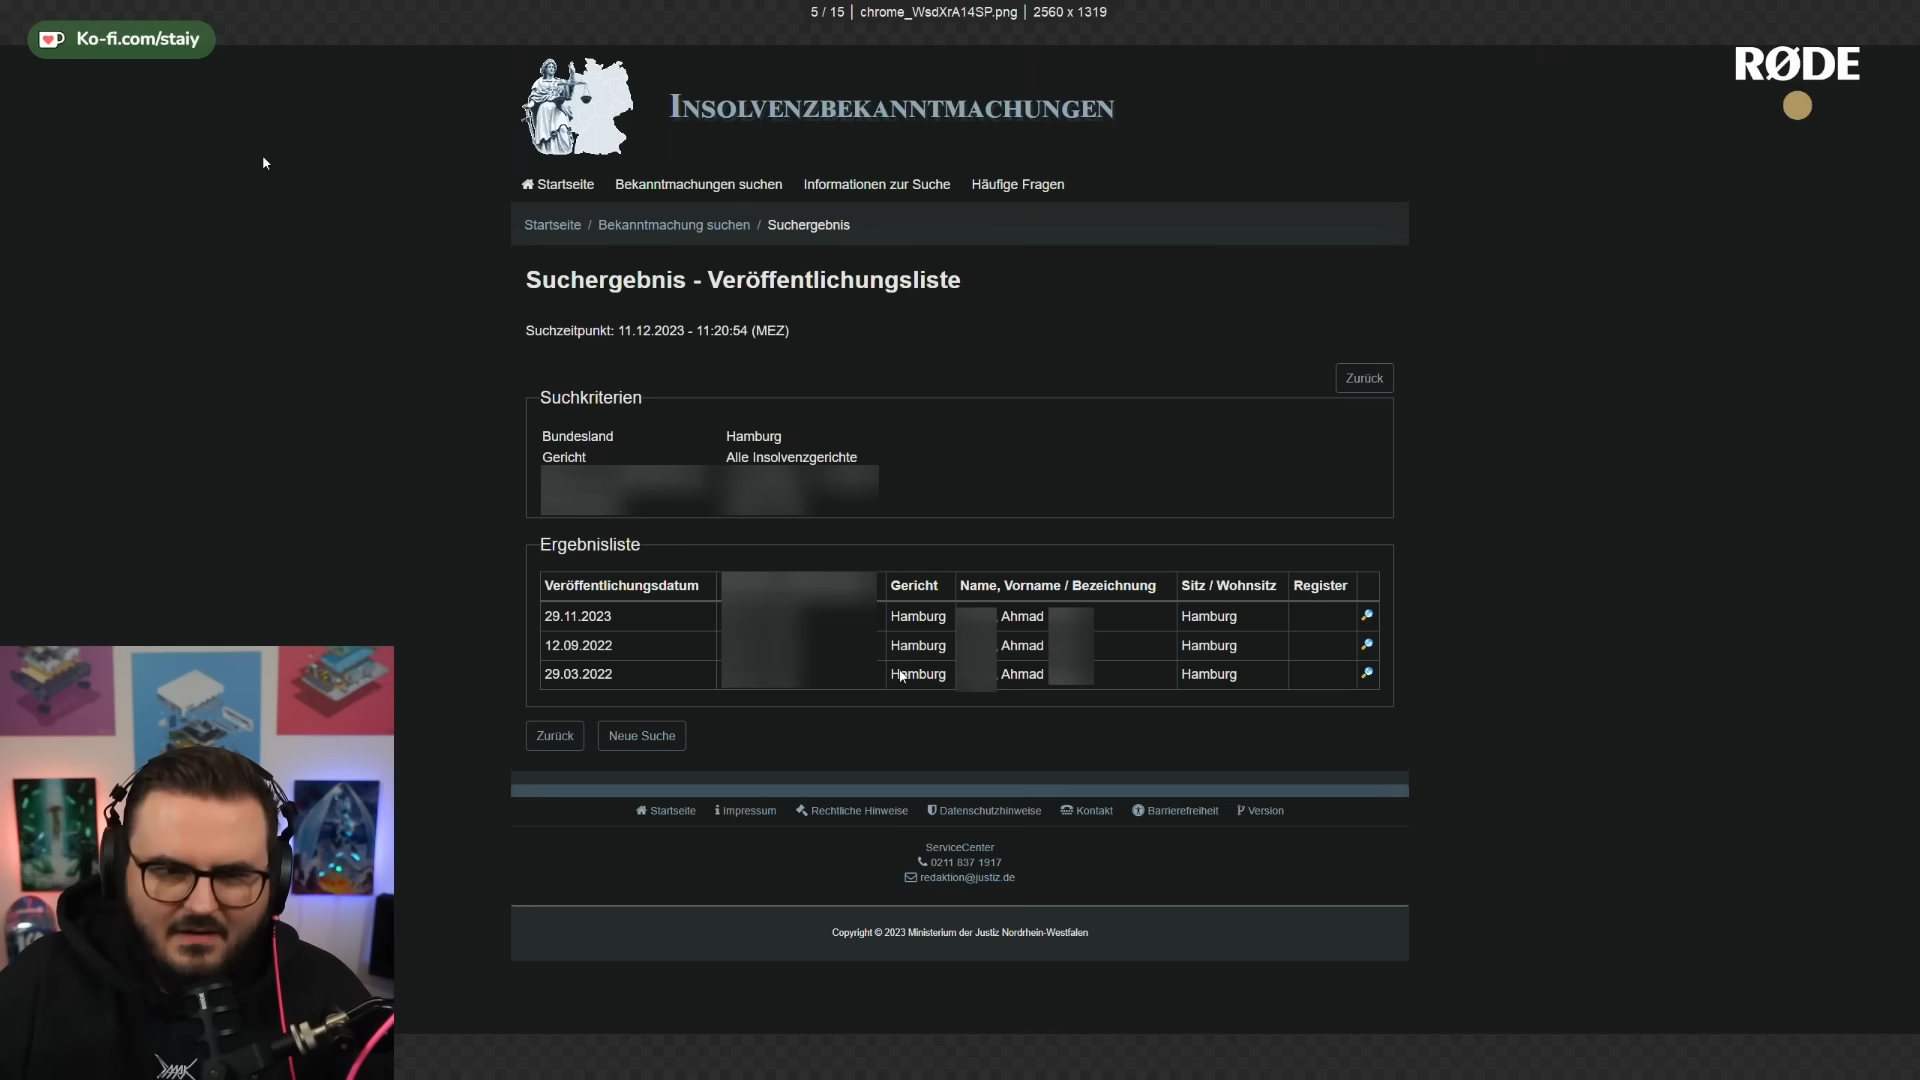 5 / 15 | chrome_WsdXrA14SP.png | 2560 x 1319
Ko-fi.com/staiy
RØDE
INSOLVENZBEKANNTMACHUNGEN
Startseite Bekanntmachungen suchen Informationen zur Suche Häufige Fragen
Startseite / Bekanntmachung suchen / Suchergebnis
Suchergebnis - Veröffentlichungsliste
Suchzeitpunkt: 11.12.2023 - 11:20:54 (MEZ)
Zurück
Suchkriterien
Bundesland Hamburg
Gericht Alle Insolvenzgerichte
Ergebnisliste
Veröffentlichungsdatum Gericht Name, Vorname / Bezeichnung Sitz / Wohnsitz Register
29.11.2023 Hamburg , Ahmad Hamburg
12.09.2022 Hamburg , Ahmad Hamburg
29.03.2022 Hamburg , Ahmad Hamburg
Zurück Neue Suche
Startseite Impressum Rechtliche Hinweise Datenschutzhinweise Kontakt Barrierefreiheit Version
ServiceCenter
0211 837 1917
redaktion@justiz.de
Copyright © 2023 Ministerium der Justiz Nordrhein-Westfalen